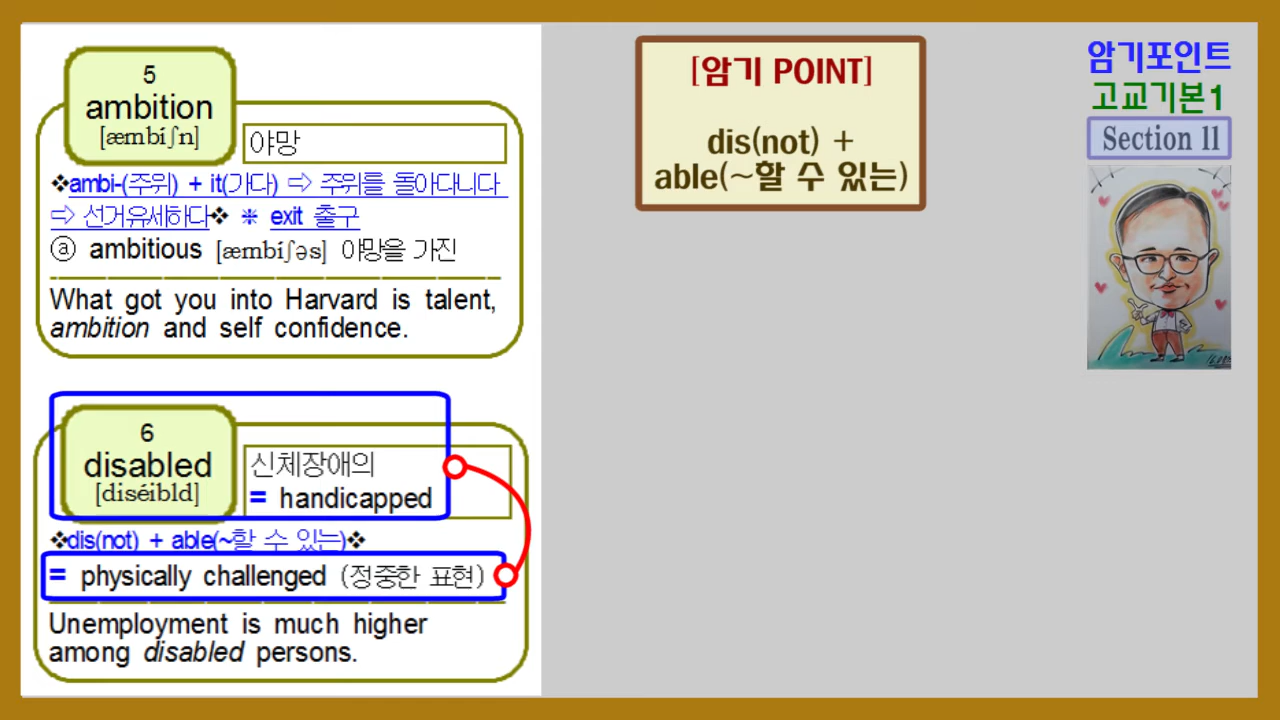 5
ambition
[æmbíʃn]
야망
❖ambi-(주위) + it(가다) ⇨ 주위를 돌아다니다
⇨ 선거유세하다❖ ✳ exit 출구
ⓐ ambitious [æmbíʃəs] 야망을 가진
What got you into Harvard is talent,
ambition and self confidence.
6
disabled
[diséibld]
신체장애의
= handicapped
❖dis(not) + able(~할 수 있는)❖
= physically challenged (정중한 표현)
Unemployment is much higher
among disabled persons.
[암기 POINT]
dis(not) +
able(~할 수 있는)
암기포인트
고교기본1
Section 11